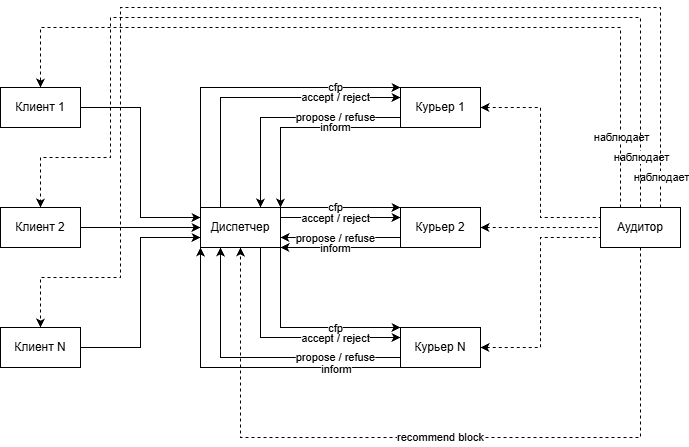 cfp
accept / reject
Клиент 1
Курьер 1
propose / refuse
inform
наблюдает
наблюдает
наблюдает
cfp
accept / reject
Клиент 2
Диспетчер
Курьер 2
Аудитор
propose / refuse
inform
cfp
accept / reject
Клиент N
Курьер N
propose / refuse
inform
recommend block